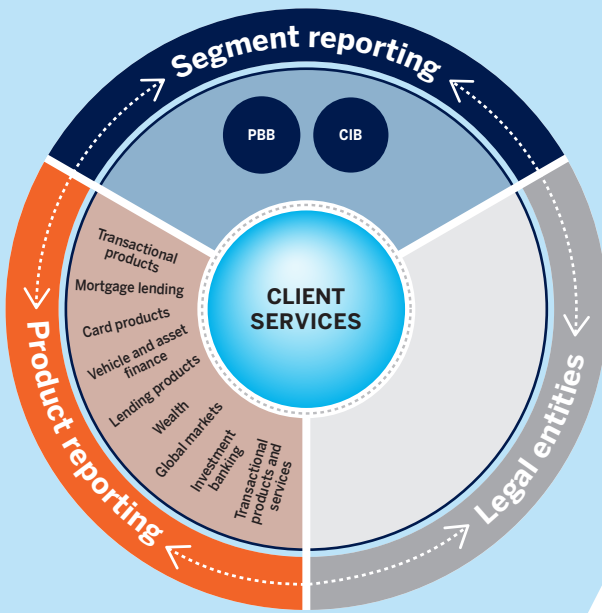 Segment reporting
PBB
CIB
CLIENT
SERVICES
Transactional
products
Mortgage lending
Card products
Vehicle and asset
finance
Lending products
Wealth
Global markets
Investment
banking
Transactional
products and
services
Product reporting
Legal entities